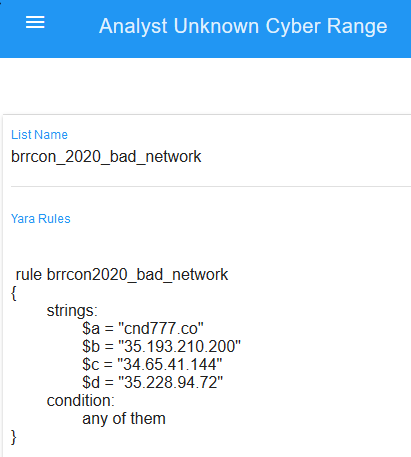 Analyst Unknown Cyber Range
List Name
brrcon_2020_bad_network
Yara Rules
rule brrcon2020_bad_network
{
strings:
$a = "cnd777.co"
$b = "35.193.210.200"
$c = "34.65.41.144"
$d = "35.228.94.72"
condition:
any of them
}